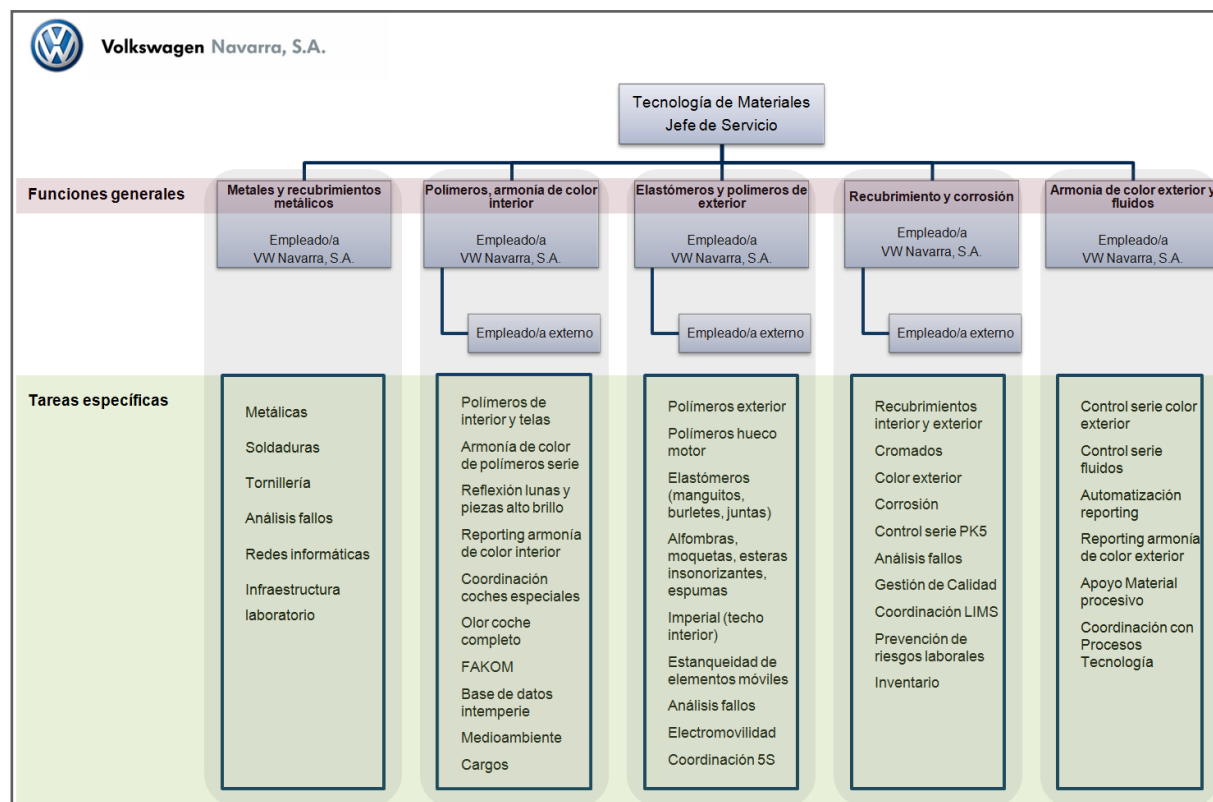 Volkswagen Navarra, S.A.
Tecnología de Materiales
Jefe de Servicio
Funciones generales
Metales y recubrimientos
metálicos
Empleado/a
VW Navarra, S.A.
Polímeros, armonía de color
interior
Empleado/a
VW Navarra, S.A.
Empleado/a externo
Elastómeros y polímeros de
exterior
Empleado/a
VW Navarra, S.A.
Empleado/a externo
Recubrimiento y corrosión
Empleado/a
VW Navarra, S.A.
Empleado/a externo
Armonía de color exterior y
fluidos
Empleado/a
VW Navarra, S.A.
Tareas específicas
Metálicas
Soldaduras
Tornillería
Análisis fallos
Redes informáticas
Infraestructura
laboratorio
Polímeros de
interior y telas
Armonía de color
de polímeros serie
Reflexión lunas y
piezas alto brillo
Reporting armonía
de color interior
Coordinación
coches especiales
Olor coche
completo
FAKOM
Base de datos
intemperie
Medioambiente
Cargos
Polímeros exterior
Polímeros hueco
motor
Elastómeros
(manguitos,
burletes, juntas)
Alfombras,
moquetas, esteras
insonorizantes,
espumas
Imperial (techo
interior)
Estanqueidad de
elementos móviles
Análisis fallos
Electromovilidad
Coordinación 5S
Recubrimientos
interior y exterior
Cromados
Color exterior
Corrosión
Control serie PK5
Análisis fallos
Gestión de Calidad
Coordinación LIMS
Prevención de
riesgos laborales
Inventario
Control serie color
exterior
Control serie
fluidos
Automatización
reporting
Reporting armonía
de color exterior
Apoyo Material
procesivo
Coordinación con
Procesos
Tecnología